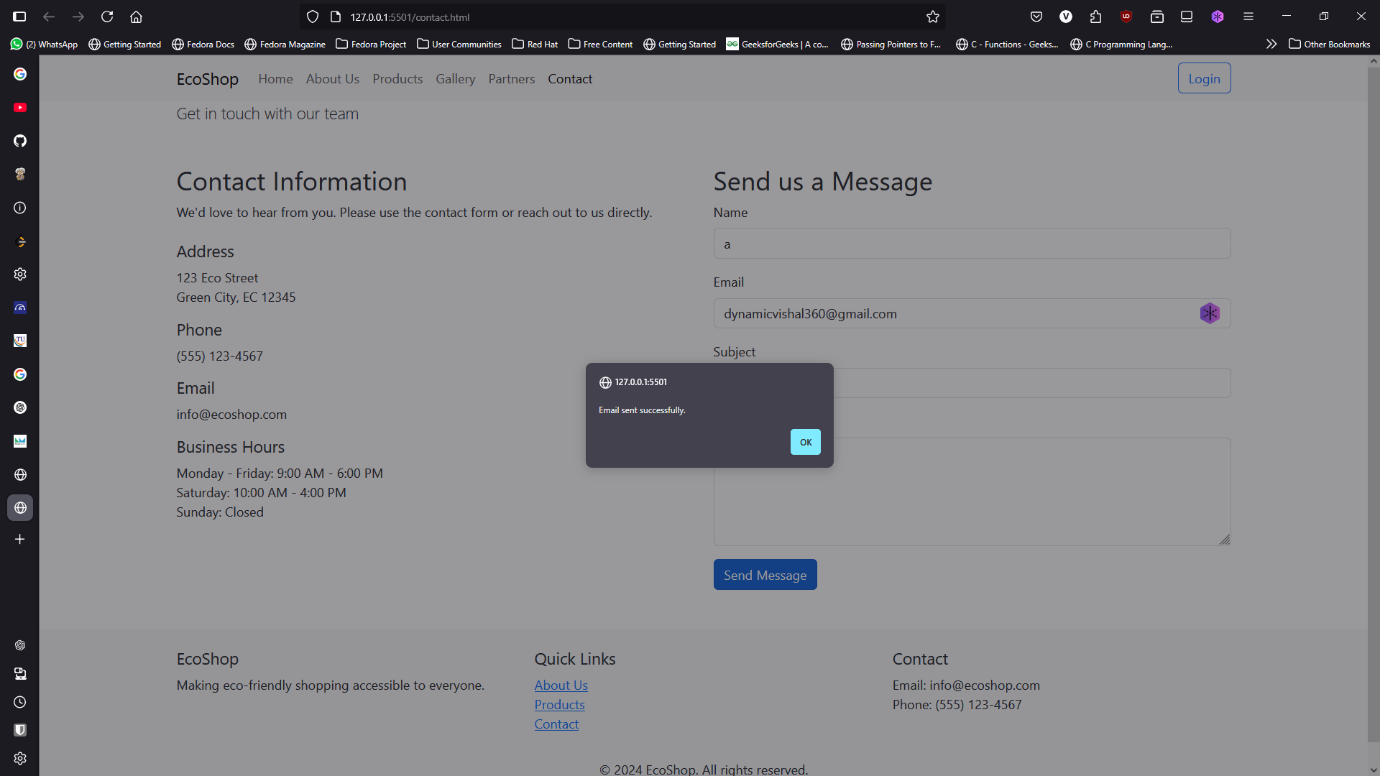 127.0.0.1:5501/contact.html
(2) WhatsApp
Getting Started
Fedora Docs
Fedora Magazine
Fedora Project
User Communities
Red Hat
Free Content
Getting Started
GeeksforGeeks | A co...
Passing Pointers to F...
C - Functions - Geeks...
C Programming Lang...
Other Bookmarks
EcoShop Home About Us Products Gallery Partners Contact Login
Get in touch with our team
Contact Information
We'd love to hear from you. Please use the contact form or reach out to us directly.
Address
123 Eco Street
Green City, EC 12345
Phone
(555) 123-4567
Email
info@ecoshop.com
Business Hours
Monday - Friday: 9:00 AM - 6:00 PM
Saturday: 10:00 AM - 4:00 PM
Sunday: Closed
Send us a Message
Name
a
Email
dynamicvishal360@gmail.com
Subject
127.0.0.1:5501
Email sent successfully.
OK
Send Message
EcoShop
Making eco-friendly shopping accessible to everyone.
Quick Links
About Us
Products
Contact
Contact
Email: info@ecoshop.com
Phone: (555) 123-4567
© 2024 EcoShop. All rights reserved.